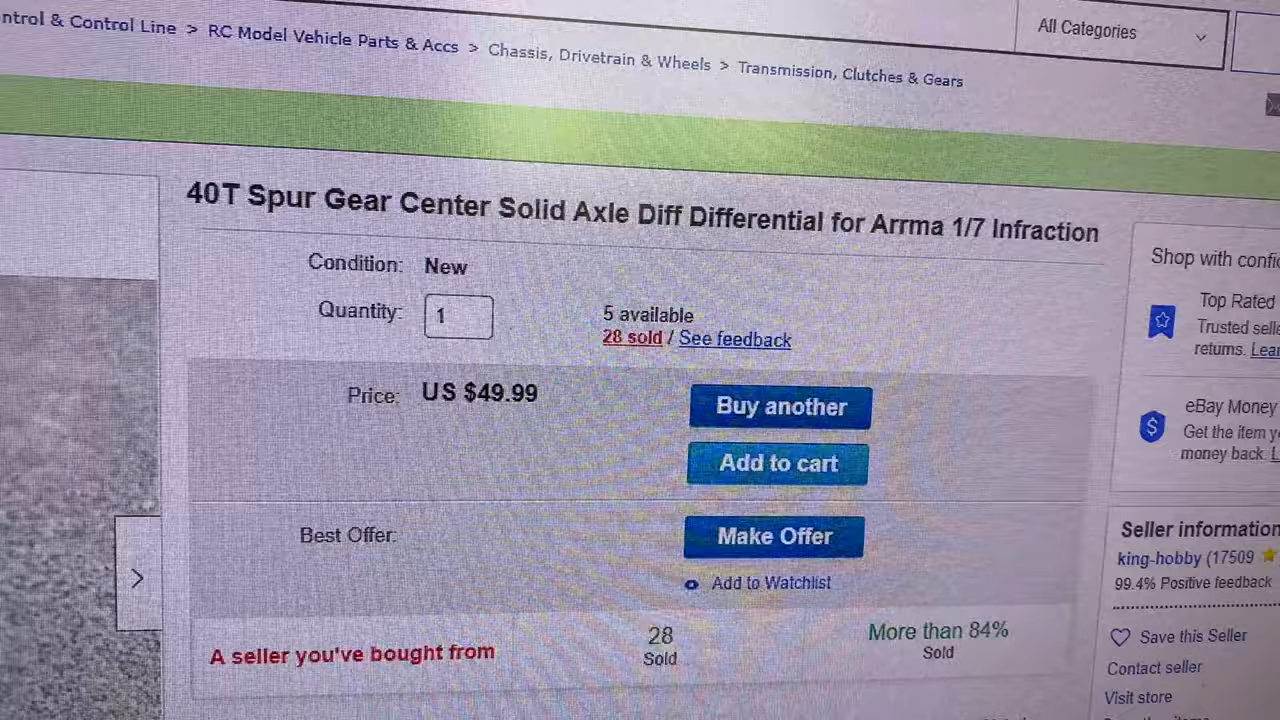 ntrol & Control Line > RC Model Vehicle Parts & Accs > Chassis, Drivetrain & Wheels > Transmission, Clutches & Gears
All Categories
40T Spur Gear Center Solid Axle Diff Differential for Arrma 1/7 Infraction
Condition: New
Quantity: 1
5 available
28 sold / See feedback
Price: US $49.99
Buy another
Add to cart
Best Offer:
Make Offer
Add to Watchlist
A seller you've bought from
28
Sold
More than 84%
Sold
Shop with confi
Top Rated
Trusted selle
returns. Lear
eBay Money
Get the item y
money back. L
Seller information
king-hobby (17509
99.4% Positive feedback
Save this Seller
Contact seller
Visit store